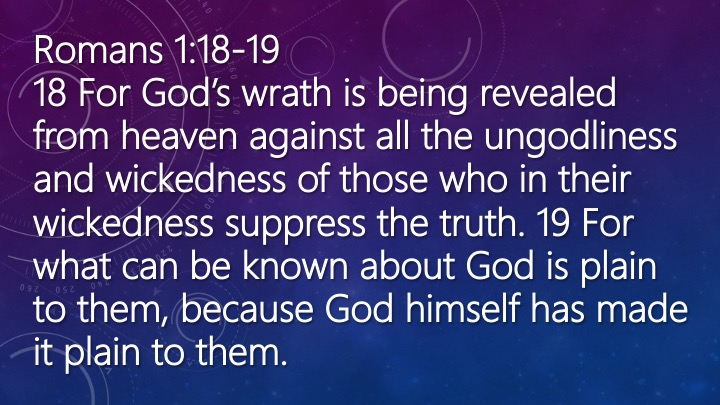 Romans 1:18-19
18 For God’s wrath is being revealed
from heaven against all the ungodliness
and wickedness of those who in their
wickedness suppress the truth. 19 For
what can be known about God is plain
to them, because God himself has made
it plain to them.